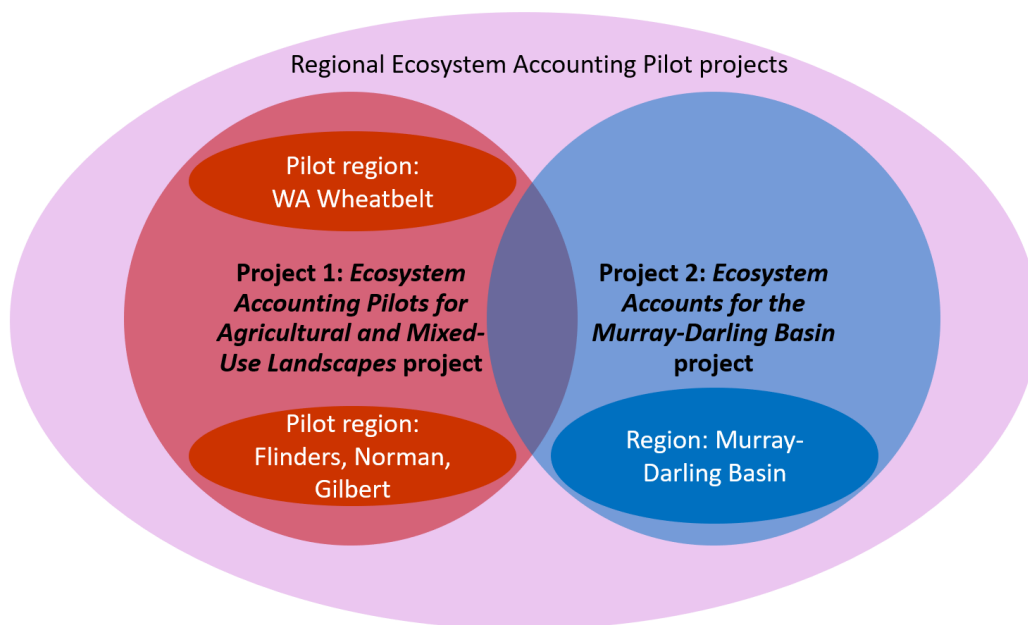 Regional Ecosystem Accounting Pilot projects
Pilot region:
WA Wheatbelt
Project 1: Ecosystem
Accounting Pilots for
Agricultural and Mixed-
Use Landscapes project
Pilot region:
Flinders, Norman,
Gilbert
Project 2: Ecosystem
Accounts for the
Murray-Darling Basin
project
Region: Murray-
Darling Basin